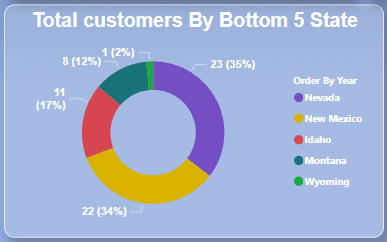 Total customers By Bottom 5 State
1 (2%)
8 (12%)
23 (35%)
11
(17%)
22 (34%)
Order By Year
Nevada
New Mexico
Idaho
Montana
Wyoming